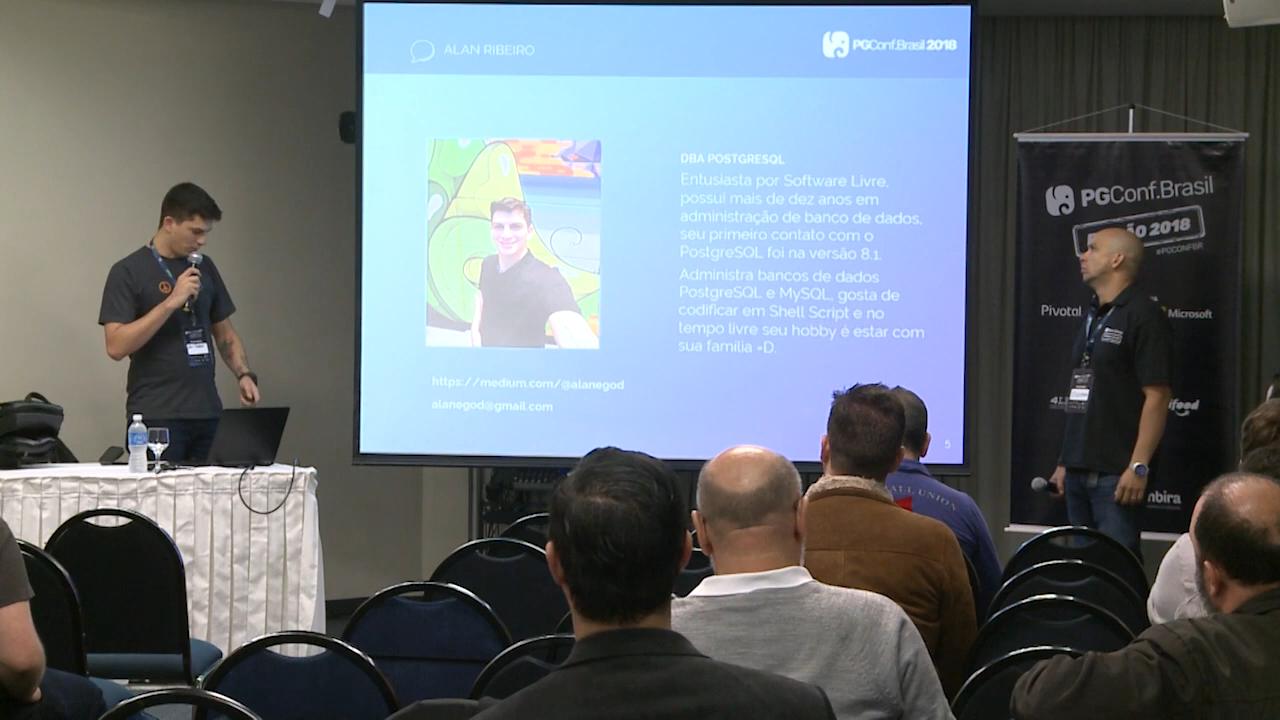 ALAN RIBEIRO
PGConf.Brasil 2018
DBA POSTGRESQL
Entusiasta por Software Livre,
possui mais de dez anos em
administração de banco de dados,
seu primeiro contato com o
PostgreSQL foi na versão 8.1.
Administra bancos de dados
PostgreSQL e MySQL, gosta de
codificar em Shell Script e no
tempo livre seu hobby é estar com
sua família =D.
https://medium.com/@alanegod
alanegod@gmail.com
5
PGConf.Brasil
2018
#PGCONFBR
Pivotal
Microsoft
ALL UNION